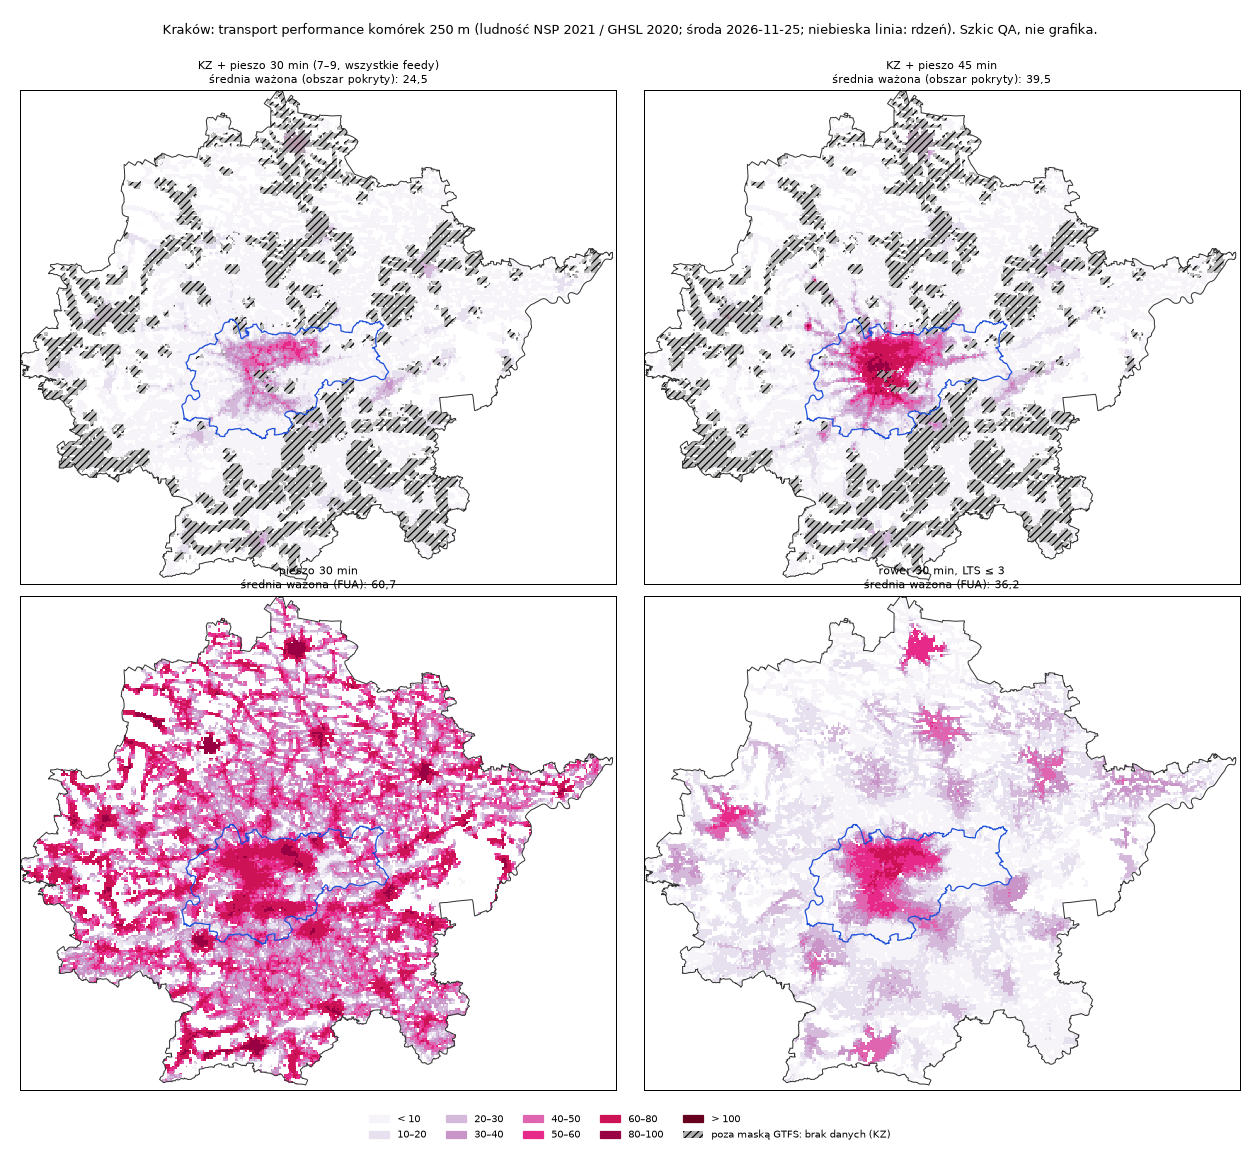 Kraków: transport performance komórek 250 m (ludność NSP 2021 / GHSL 2020; środa 2026-11-25; niebieska linia: rdzeń). Szkic QA, nie grafika.
KZ + pieszo 30 min (7–9, wszystkie feedy)
średnia ważona (obszar pokryty): 24,5
KZ + pieszo 45 min
średnia ważona (obszar pokryty): 39,5
pieszo 30 min
średnia ważona (FUA): 60,7
rower 30 min, LTS ≤ 3
średnia ważona (FUA): 36,2
< 10
10–20
20–30
30–40
40–50
50–60
60–80
80–100
> 100
poza maską GTFS: brak danych (KZ)